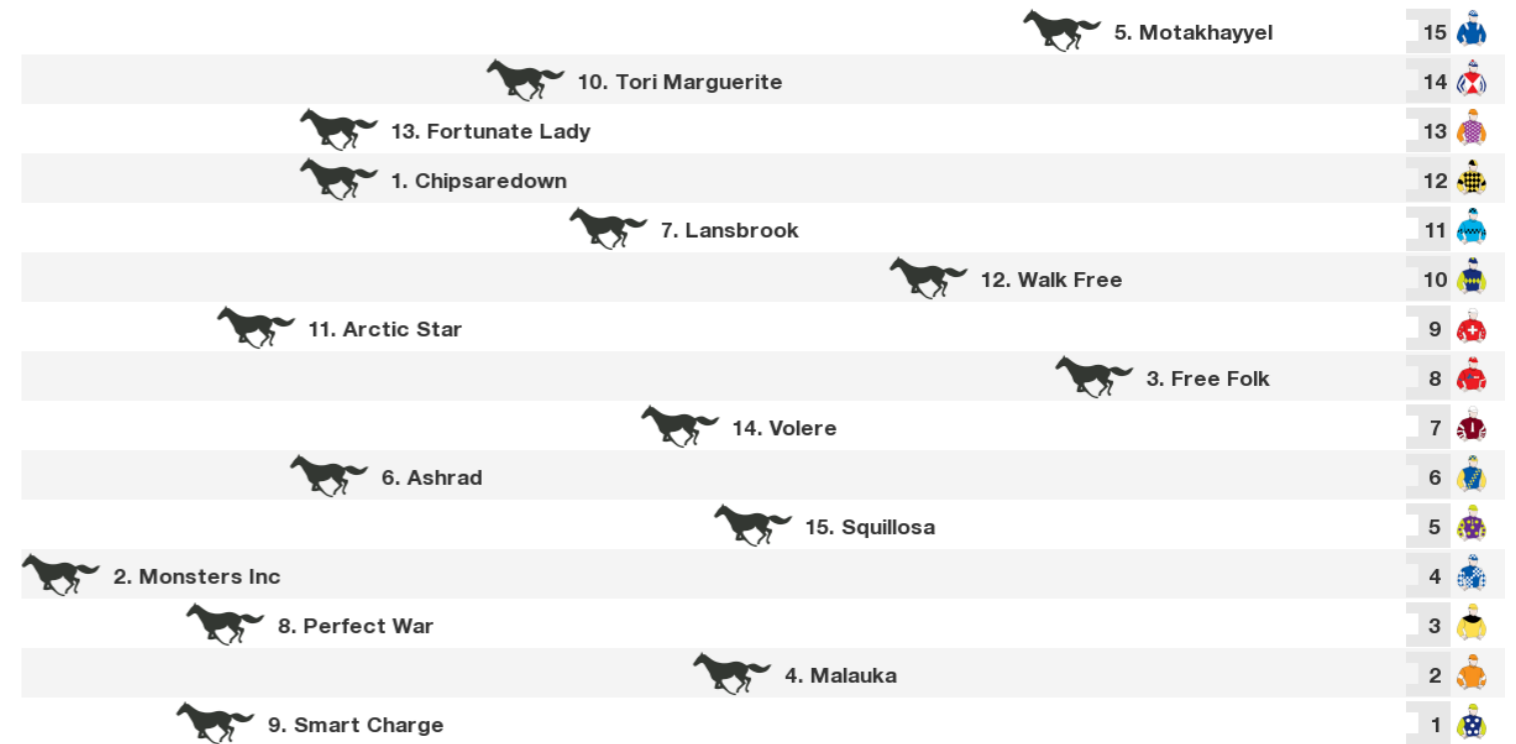 5. Motakhayyel 15
10. Tori Marguerite 14
13. Fortunate Lady 13
1. Chipsaredown 12
7. Lansbrook 11
12. Walk Free 10
11. Arctic Star 9
3. Free Folk 8
14. Volere 7
6. Ashrad 6
15. Squillosa 5
2. Monsters Inc 4
8. Perfect War 3
4. Malauka 2
9. Smart Charge 1